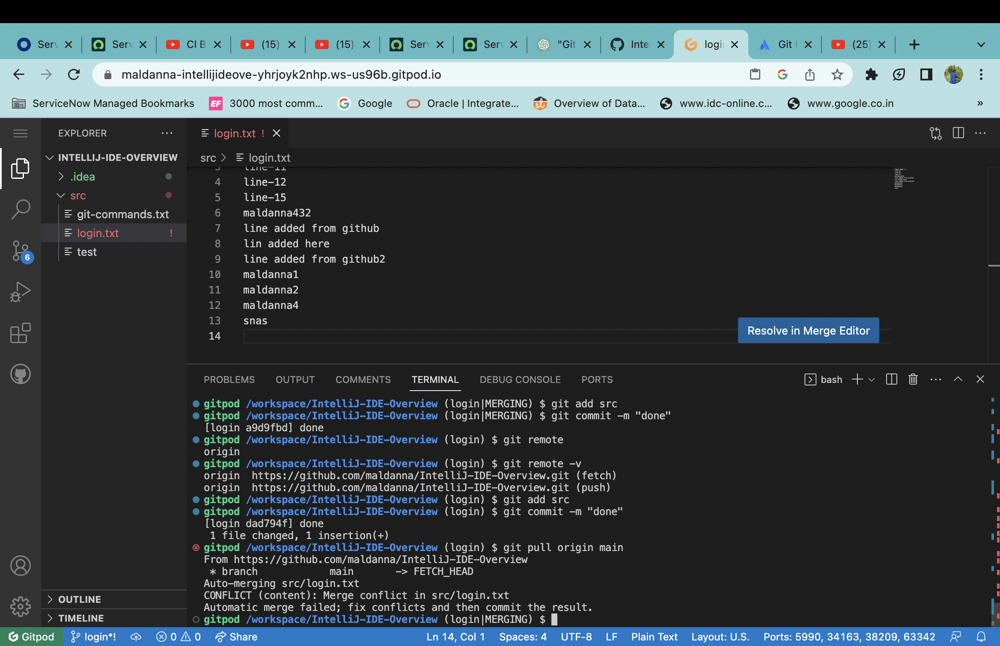 Serv
Serv
CI B
(15)
(15)
Serv
Serv
"Git
Inte
logi
Git
(25)
maldanna-intellijideove-yhrjoyk2nhp.ws-us96b.gitpod.io
ServiceNow Managed Bookmarks
EF
3000 most comm...
Google
Oracle | Integrate...
Overview of Data...
www.idc-online.c...
www.google.co.in
»
EXPLORER
login.txt !
INTELLIJ-IDE-OVERVIEW
src > login.txt
.idea
src
git-commands.txt
login.txt !
test
6
3 line-11
4 line-12
5 line-15
6 maldanna432
7 line added from github
8 lin added here
9 line added from github2
10 maldanna1
11 maldanna2
12 maldanna4
13 snas
14
Resolve in Merge Editor
PROBLEMS OUTPUT COMMENTS TERMINAL DEBUG CONSOLE PORTS
bash
gitpod /workspace/IntelliJ-IDE-Overview (login|MERGING) $ git add src
gitpod /workspace/IntelliJ-IDE-Overview (login|MERGING) $ git commit -m "done"
[login a9d9fbd] done
gitpod /workspace/IntelliJ-IDE-Overview (login) $ git remote
origin
gitpod /workspace/IntelliJ-IDE-Overview (login) $ git remote -v
origin  https://github.com/maldanna/IntelliJ-IDE-Overview.git (fetch)
origin  https://github.com/maldanna/IntelliJ-IDE-Overview.git (push)
gitpod /workspace/IntelliJ-IDE-Overview (login) $ git add src
gitpod /workspace/IntelliJ-IDE-Overview (login) $ git commit -m "done"
[login dad794f] done
1 file changed, 1 insertion(+)
gitpod /workspace/IntelliJ-IDE-Overview (login) $ git pull origin main
From https://github.com/maldanna/IntelliJ-IDE-Overview
* branch            main       -> FETCH_HEAD
Auto-merging src/login.txt
CONFLICT (content): Merge conflict in src/login.txt
Automatic merge failed; fix conflicts and then commit the result.
gitpod /workspace/IntelliJ-IDE-Overview (login|MERGING) $
OUTLINE
TIMELINE
Gitpod login*! 0 0 Share Ln 14, Col 1 Spaces: 4 UTF-8 LF Plain Text Layout: U.S. Ports: 5990, 34163, 38209, 63342